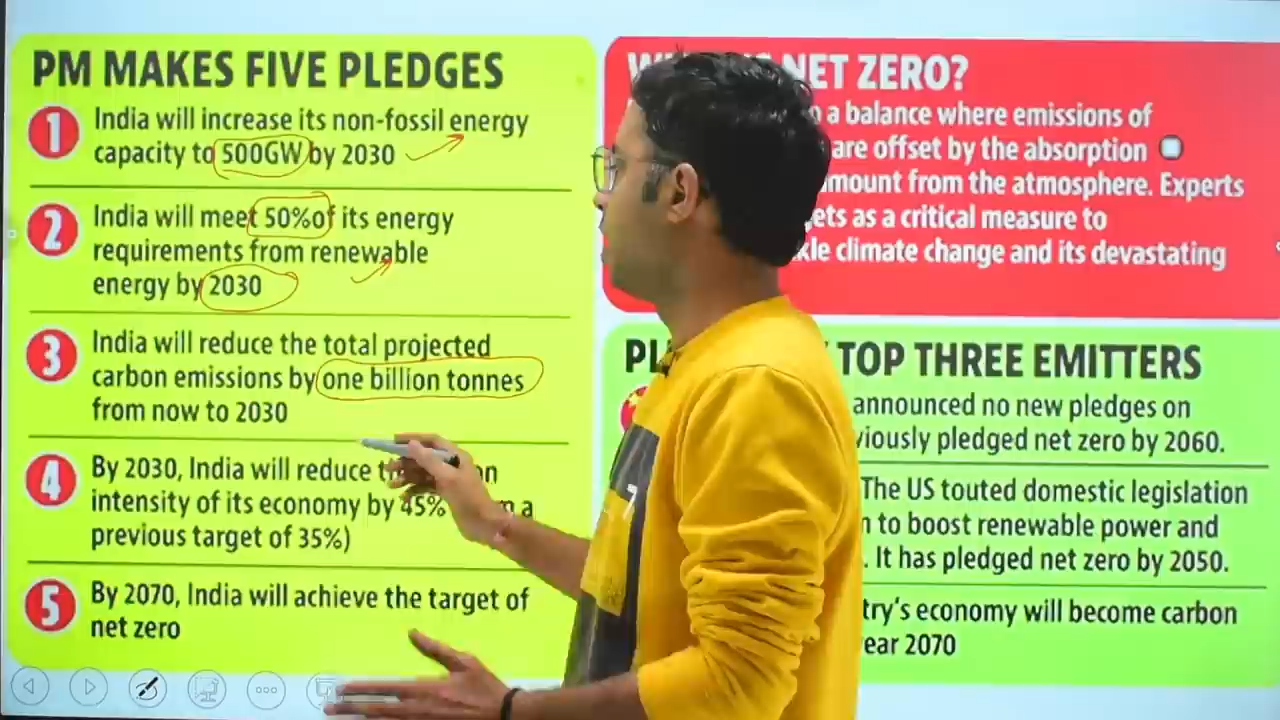 PM MAKES FIVE PLEDGES
1
India will increase its non-fossil energy
capacity to 500GW by 2030
2
India will meet 50%of its energy
requirements from renewable
energy by 2030
3
India will reduce the total projected
carbon emissions by one billion tonnes
from now to 2030
4
By 2030, India will reduce
intensity of its economy by 45% a
previous target of 35%)
5
By 2070, India will achieve the target of
net zero
NET ZERO?
a balance where emissions of
are offset by the absorption
amount from the atmosphere. Experts
as a critical measure to
climate change and its devastating
TOP THREE EMITTERS
announced no new pledges on
pledged net zero by 2060.
The US touted domestic legislation
to boost renewable power and
. It has pledged net zero by 2050.
economy will become carbon
2070